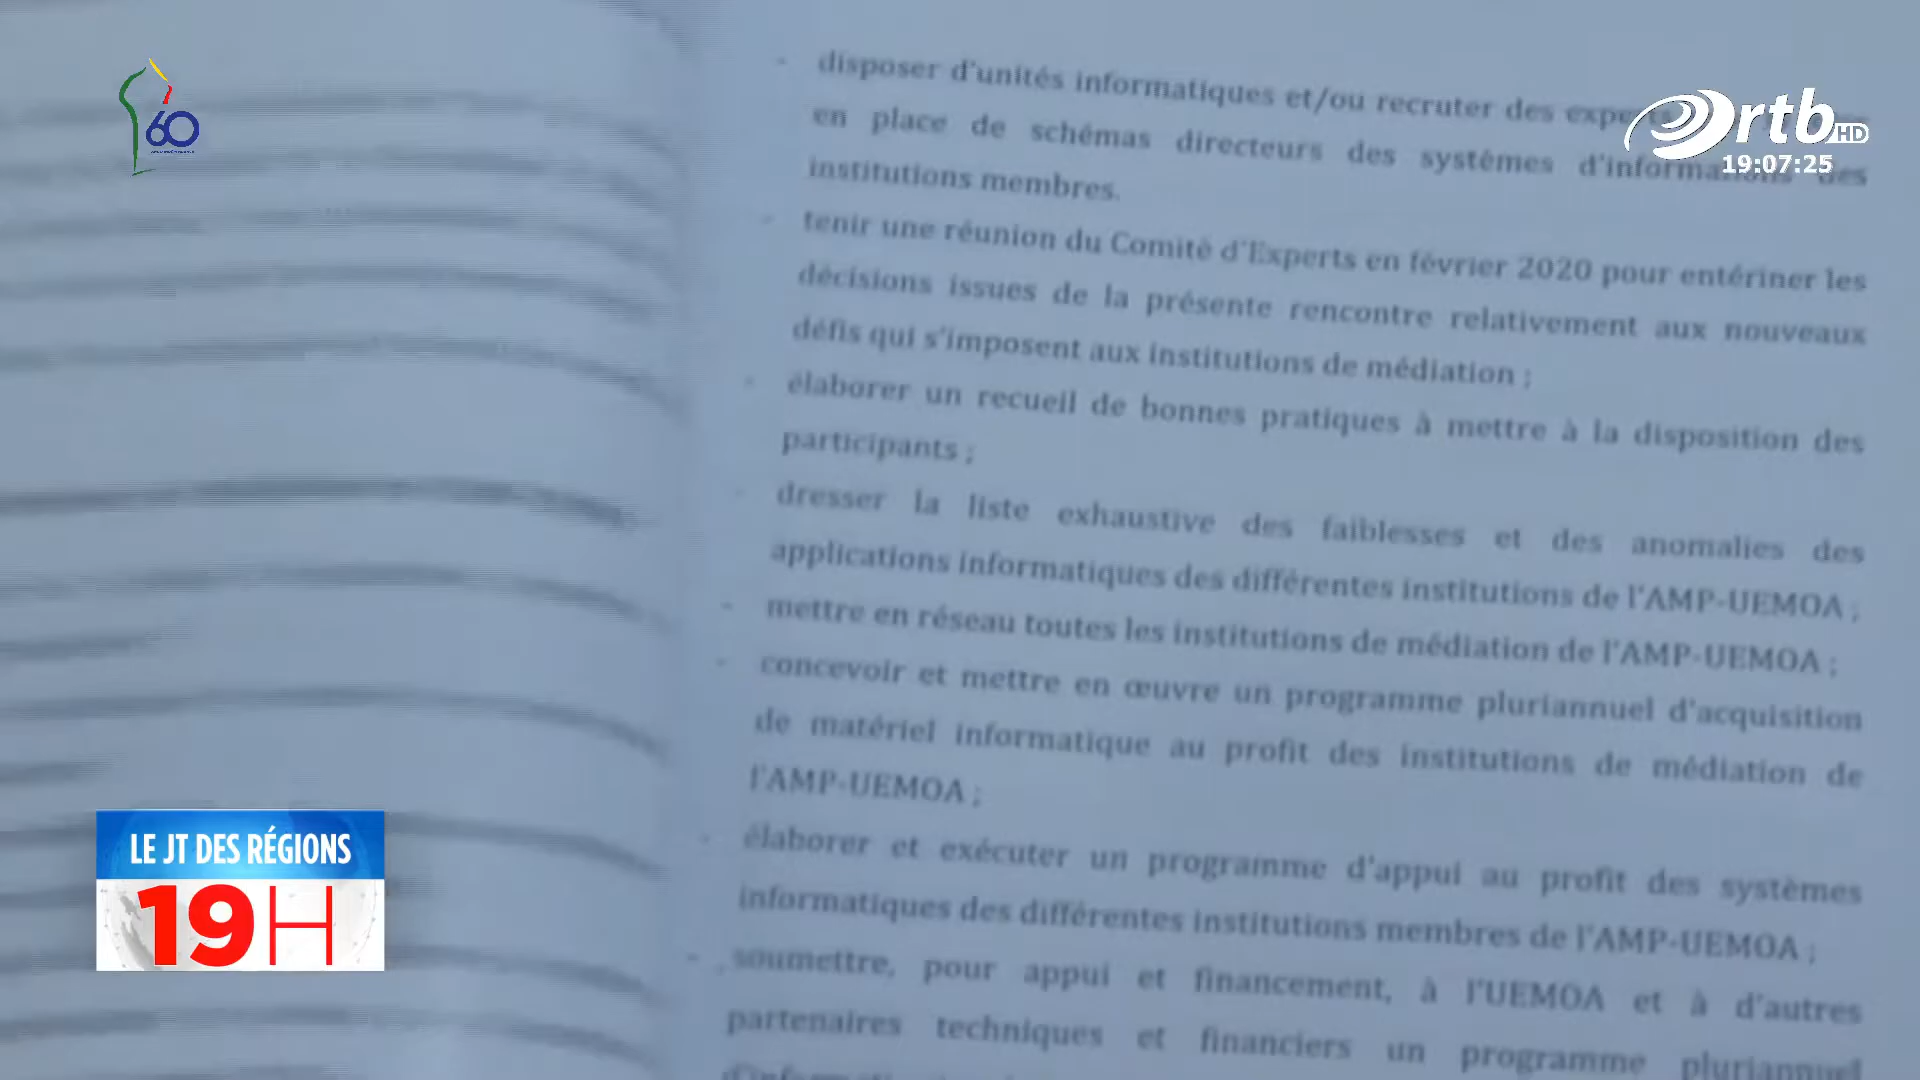 60
rtb HD
19:07:25
- disposer d'unités informatiques et/ou recruter des
en place de schémas directeurs des systèmes d'informations des
institutions membres.
- tenir une réunion du Comité d'Experts en février 2020 pour entériner les
décisions issues de la présente rencontre relativement aux nouveaux
défis qui s'imposent aux institutions de médiation ;
- élaborer un recueil de bonnes pratiques à mettre à la disposition des
participants ;
- dresser la liste exhaustive des faiblesses et des anomalies des
applications informatiques des différentes institutions de l'AMP-UEMOA ;
- mettre en réseau toutes les institutions de médiation de l'AMP-UEMOA ;
- concevoir et mettre en œuvre un programme pluriannuel d'acquisition
de matériel informatique au profit des institutions de médiation de
l'AMP-UEMOA ;
- élaborer et exécuter un programme d'appui au profit des systèmes
informatiques des différentes institutions membres de l'AMP-UEMOA ;
- soumettre, pour appui et financement, à l'UEMOA et à d'autres
partenaires techniques et financiers un programme pluriannuel
LE JT DES RÉGIONS
19H